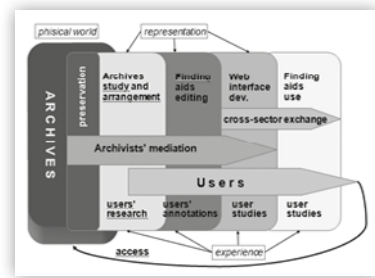 phisical world
representation
ARCHIVES
preservation
Archives
study and
arrangement
Finding
aids
editing
Web
interface
dev.
Finding
aids
use
cross-sector exchange
Archivists' mediation
Users
users'
research
users'
annotations
user
studies
user
studies
access
experience